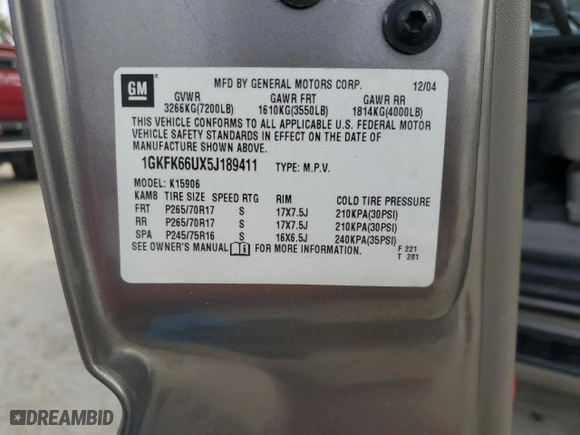 GM
MFD BY GENERAL MOTORS CORP. 12/04
GVWR GAWR FRT GAWR RR
3266KG(7200LB) 1610KG(3550LB) 1814KG(4000LB)
THIS VEHICLE CONFORMS TO ALL APPLICABLE U.S. FEDERAL MOTOR
VEHICLE SAFETY STANDARDS IN EFFECT ON THE DATE OF
MANUFACTURE SHOWN ABOVE.
1GKFK66UX5J189411 TYPE: M.P.V.
MODEL: K15906
KAM8 TIRE SIZE SPEED RTG RIM COLD TIRE PRESSURE
FRT P265/70R17 S 17X7.5J 210KPA(30PSI)
RR P265/70R17 S 17X7.5J 210KPA(30PSI)
SPA P245/75R16 S 16X6.5J 240KPA(35PSI)
SEE OWNER'S MANUAL FOR MORE INFORMATION.
F 221
T 201
DREAMBID